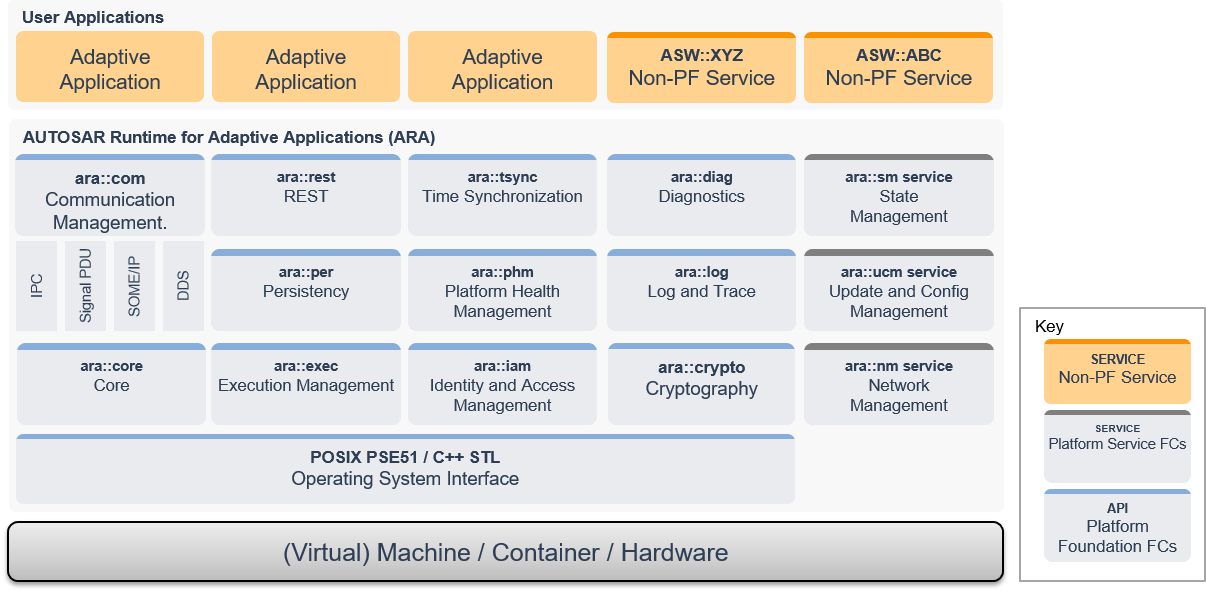 User Applications
Adaptive
Application
Adaptive
Application
Adaptive
Application
ASW::XYZ
Non-PF Service
ASW::ABC
Non-PF Service
AUTOSAR Runtime for Adaptive Applications (ARA)
ara::com
Communication
Management.
ara::rest
REST
ara::tsync
Time Synchronization
ara::diag
Diagnostics
ara::sm service
State
Management
IPC
Signal PDU
SOME/IP
DDS
ara::per
Persistency
ara::phm
Platform Health
Management
ara::log
Log and Trace
ara::ucm service
Update and Config
Management
ara::core
Core
ara::exec
Execution Management
ara::iam
Identity and Access
Management
ara::crypto
Cryptography
ara::nm service
Network
Management
POSIX PSE51 / C++ STL
Operating System Interface
(Virtual) Machine / Container / Hardware
Key
SERVICE
Non-PF Service
SERVICE
Platform Service FCs
API
Platform
Foundation FCs